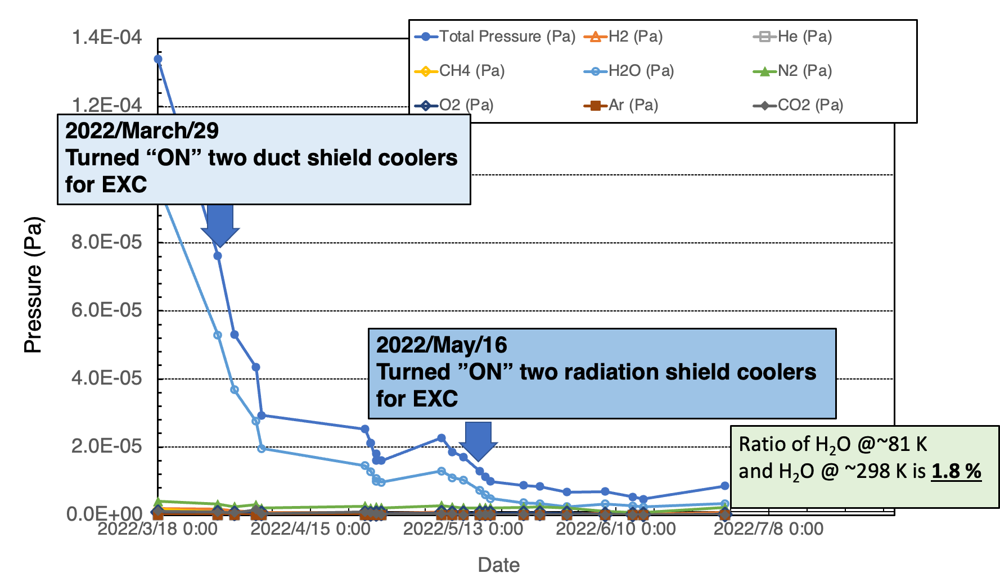 1.4E-04
1.2E-04
8.0E-05
6.0E-05
4.0E-05
2.0E-05
0.0E+00
Pressure (Pa)
Total Pressure (Pa) H2 (Pa) He (Pa)
CH4 (Pa) H2O (Pa) N2 (Pa)
O2 (Pa) Ar (Pa) CO2 (Pa)
2022/March/29
Turned “ON” two duct shield coolers
for EXC
2022/May/16
Turned ”ON” two radiation shield coolers
for EXC
Ratio of H₂O @~81 K
and H₂O @ ~298 K is 1.8 %
2022/3/18 0:00 2022/4/15 0:00 2022/5/13 0:00 2022/6/10 0:00 2022/7/8 0:00
Date